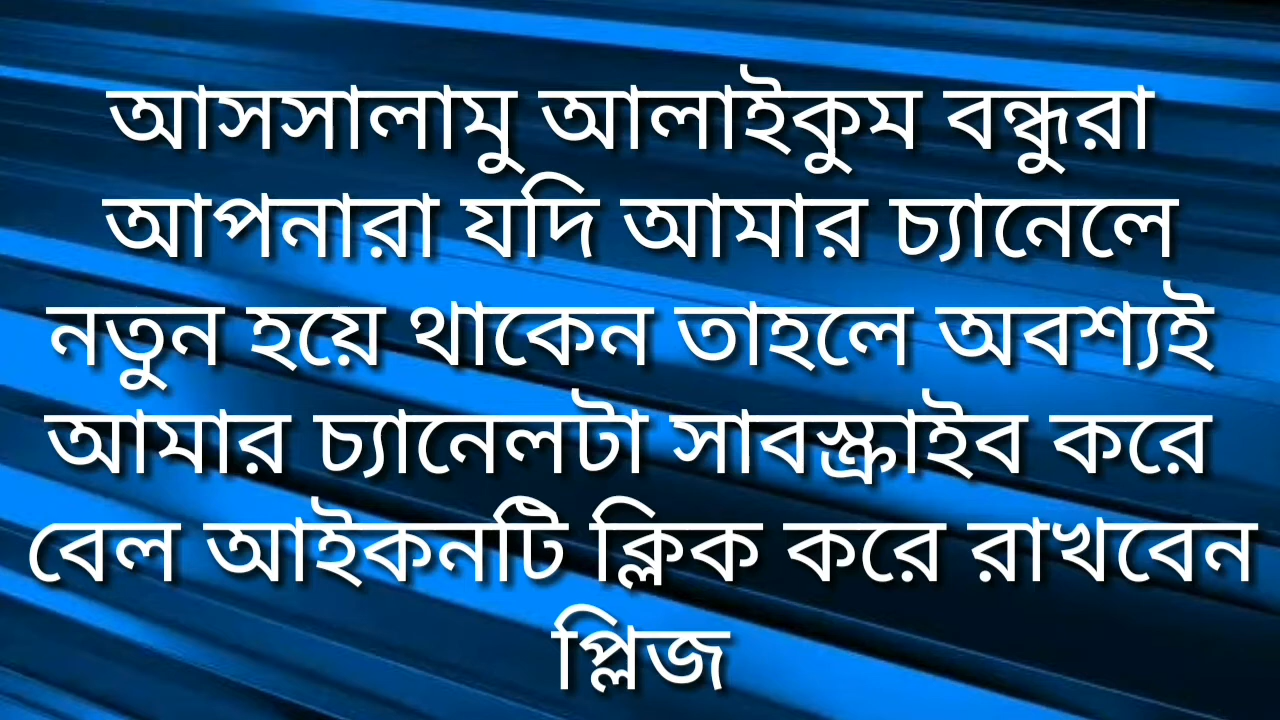 আসসালামু আলাইকুম বন্ধুরা
আপনারা যদি আমার চ্যানেলে
নতুন হয়ে থাকেন তাহলে অবশ্যই
আমার চ্যানেলটা সাবস্ক্রাইব করে
বেল আইকনটি ক্লিক করে রাখবেন
প্লিজ